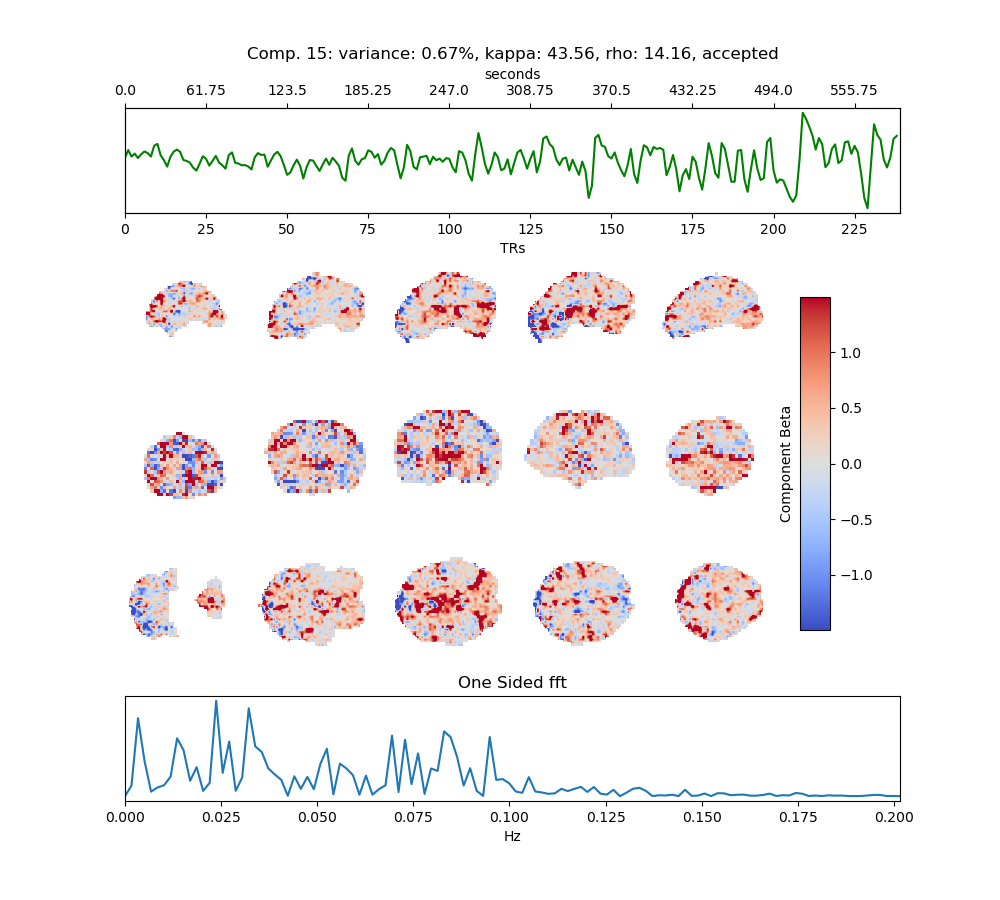 Comp. 15: variance: 0.67%, kappa: 43.56, rho: 14.16, accepted
seconds
0.0 61.75 123.5 185.25 247.0 308.75 370.5 432.25 494.0 555.75
0 25 50 75 100 125 150 175 200 225
TRs
1.0
0.5
0.0
−0.5
−1.0
Component Beta
One Sided fft
0.000 0.025 0.050 0.075 0.100 0.125 0.150 0.175 0.200
Hz